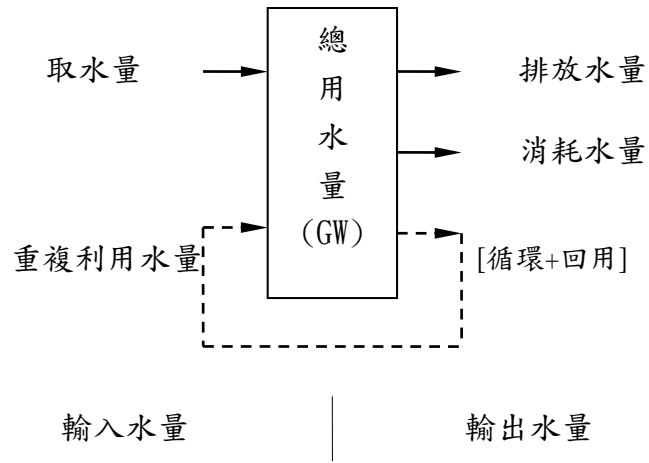 取水量
總用水量
(GW)
排放水量
消耗水量
重複利用水量
[循環+回用]
輸入水量
輸出水量